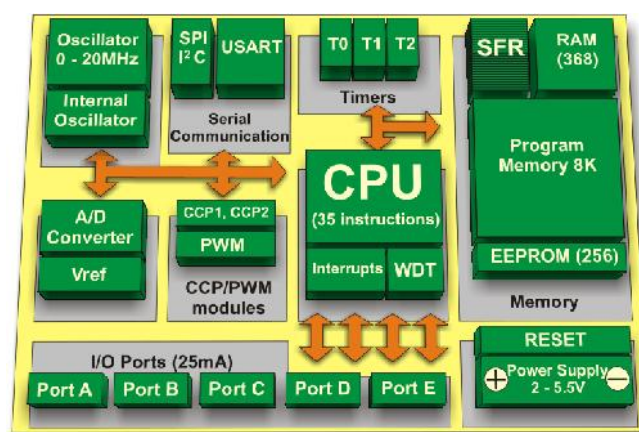 Oscillator
0 - 20MHz
Internal
Oscillator
SPI
I²C
USART
Serial
Communication
T0
T1
T2
Timers
SFR
RAM
(368)
Program
Memory 8K
EEPROM (256)
Memory
A/D
Converter
Vref
CCP1, CCP2
PWM
CCP/PWM
modules
CPU
(35 instructions)
Interrupts
WDT
I/O Ports (25mA)
Port A
Port B
Port C
Port D
Port E
RESET
Power Supply
+ 2 - 5.5V −